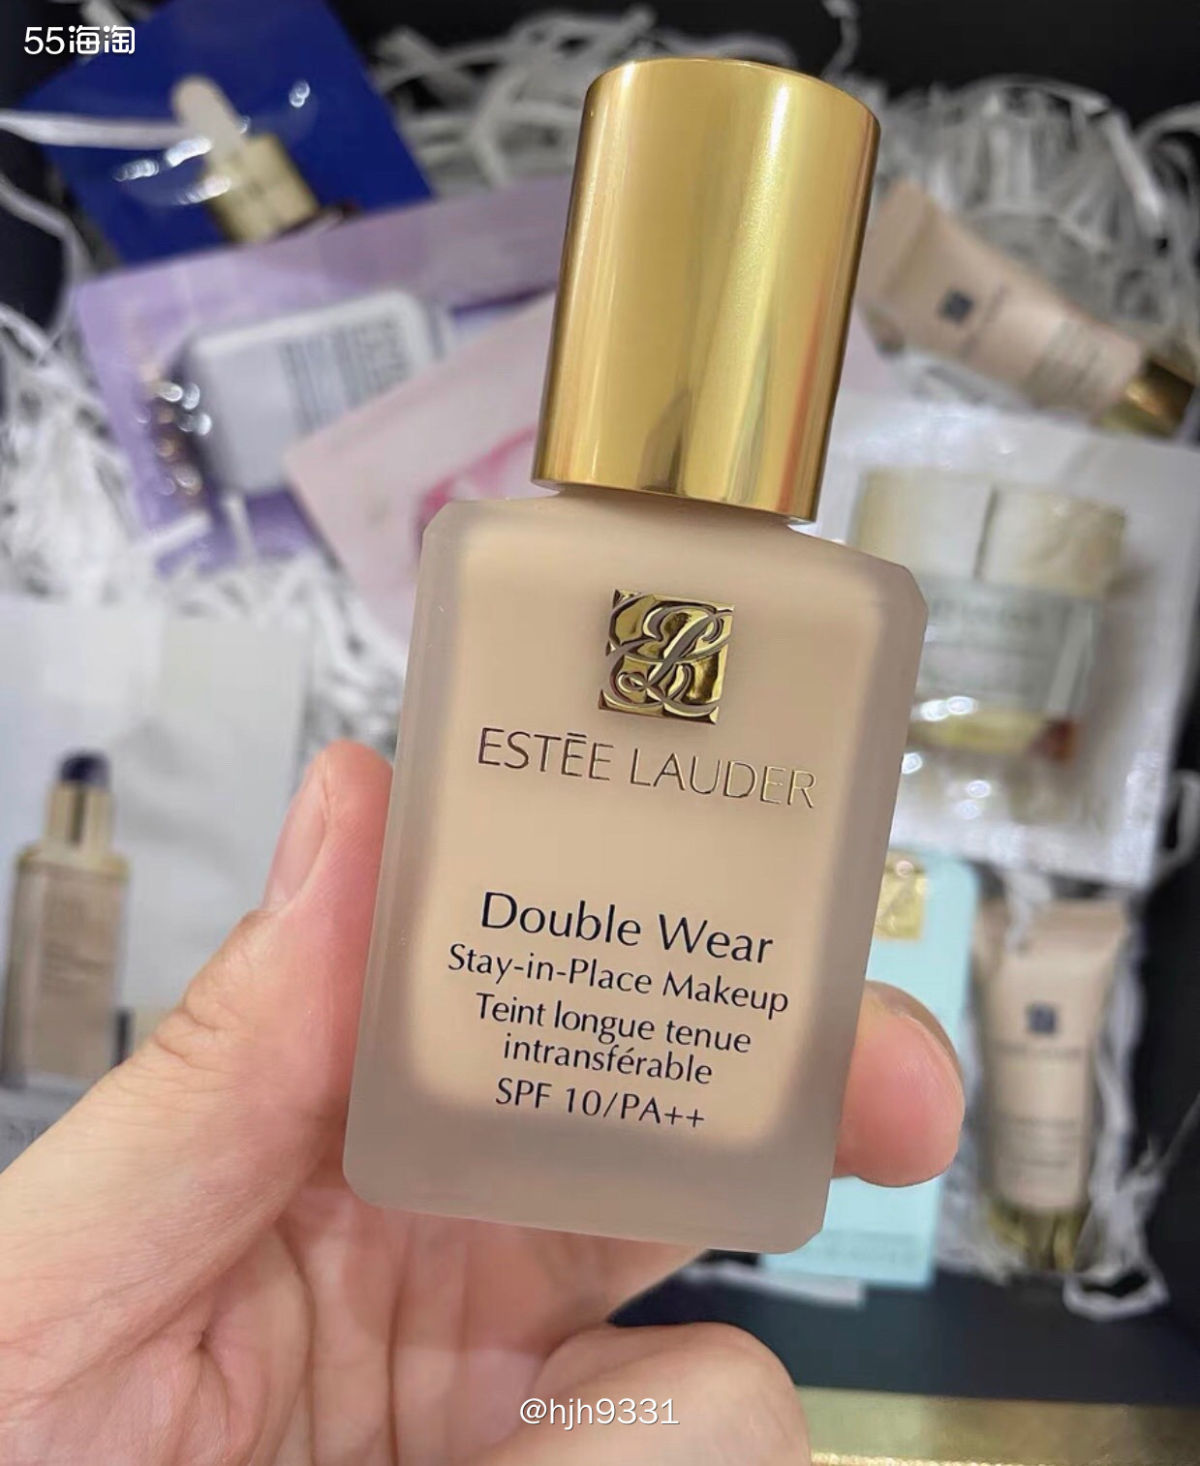 55海淘
ESTĒE LAUDER
Double Wear
Stay-in-Place Makeup
Teint longue tenue
intransférable
SPF 10/PA++
@hjh9331